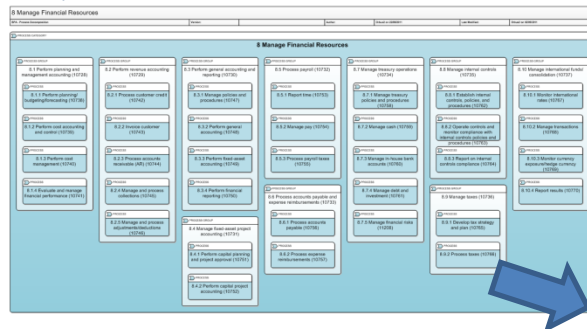 8 Manage Financial Resources
8 Manage Financial Resources
8.1 Perform planning and
management accounting (10728)
8.1.1 Perform planning/
budgeting/forecasting (10738)
8.1.2 Perform cost accounting
and control (10739)
8.1.3 Perform cost
management (10740)
8.1.4 Evaluate and manage
financial performance (10741)
8.2 Perform revenue accounting
(10729)
8.2.1 Process customer credit
(10742)
8.2.2 Invoice customer
(10743)
8.2.3 Process accounts
receivable (AR) (10744)
8.2.4 Manage and process
collections (10745)
8.2.5 Manage and process
adjustments/deductions
(10746)
8.3 Perform general accounting and
reporting (10730)
8.3.1 Manage policies and
procedures (10747)
8.3.2 Perform general
accounting (10748)
8.3.3 Perform fixed-asset
accounting (10749)
8.3.4 Perform financial
reporting (10750)
8.4 Manage fixed-asset project
accounting (10731)
8.4.1 Perform capital planning
and project approval (10751)
8.4.2 Perform capital project
accounting (10752)
8.5 Process payroll (10732)
8.5.1 Report time (10753)
8.5.2 Manage pay (10754)
8.5.3 Process payroll taxes
(10755)
8.6 Process accounts payable and
expense reimbursements (10733)
8.6.1 Process accounts
payable (10756)
8.6.2 Process expense
reimbursements (10757)
8.7 Manage treasury operations
(10734)
8.7.1 Manage treasury
policies and procedures
(10758)
8.7.2 Manage cash (10759)
8.7.3 Manage in-house bank
accounts (10760)
8.7.4 Manage debt and
investment (10761)
8.7.5 Manage financial risks
(11208)
8.8 Manage internal controls
(10735)
8.8.1 Establish internal
controls, policies, and
procedures (10762)
8.8.2 Operate controls and
monitor compliance with
internal controls policies and
procedures (10763)
8.8.3 Report on internal
controls compliance (10764)
8.9 Manage taxes (10736)
8.9.1 Develop tax strategy
and plan (10765)
8.9.2 Process taxes (10766)
8.10 Manage international funds/
consolidation (10737)
8.10.1 Monitor international
rates (10767)
8.10.2 Manage transactions
(10768)
8.10.3 Monitor currency
exposure/hedge currency
(10769)
8.10.4 Report results (10770)